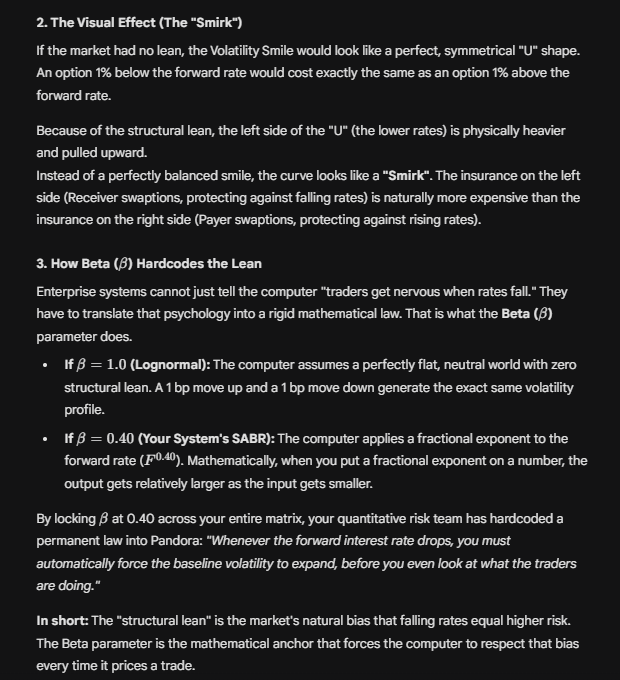 2. The Visual Effect (The "Smirk")
If the market had no lean, the Volatility Smile would look like a perfect, symmetrical "U" shape.
An option 1% below the forward rate would cost exactly the same as an option 1% above the
forward rate.
Because of the structural lean, the left side of the "U" (the lower rates) is physically heavier
and pulled upward.
Instead of a perfectly balanced smile, the curve looks like a "Smirk". The insurance on the left
side (Receiver swaptions, protecting against falling rates) is naturally more expensive than the
insurance on the right side (Payer swaptions, protecting against rising rates).
3. How Beta (β) Hardcodes the Lean
Enterprise systems cannot just tell the computer "traders get nervous when rates fall." They
have to translate that psychology into a rigid mathematical law. That is what the Beta (β)
parameter does.
• If β = 1.0 (Lognormal): The computer assumes a perfectly flat, neutral world with zero
structural lean. A 1 bp move up and a 1 bp move down generate the exact same volatility
profile.
• If β = 0.40 (Your System's SABR): The computer applies a fractional exponent to the
forward rate (F^0.40). Mathematically, when you put a fractional exponent on a number, the
output gets relatively larger as the input gets smaller.
By locking β at 0.40 across your entire matrix, your quantitative risk team has hardcoded a
permanent law into Pandora: "Whenever the forward interest rate drops, you must
automatically force the baseline volatility to expand, before you even look at what the traders
are doing."
In short: The "structural lean" is the market's natural bias that falling rates equal higher risk.
The Beta parameter is the mathematical anchor that forces the computer to respect that bias
every time it prices a trade.